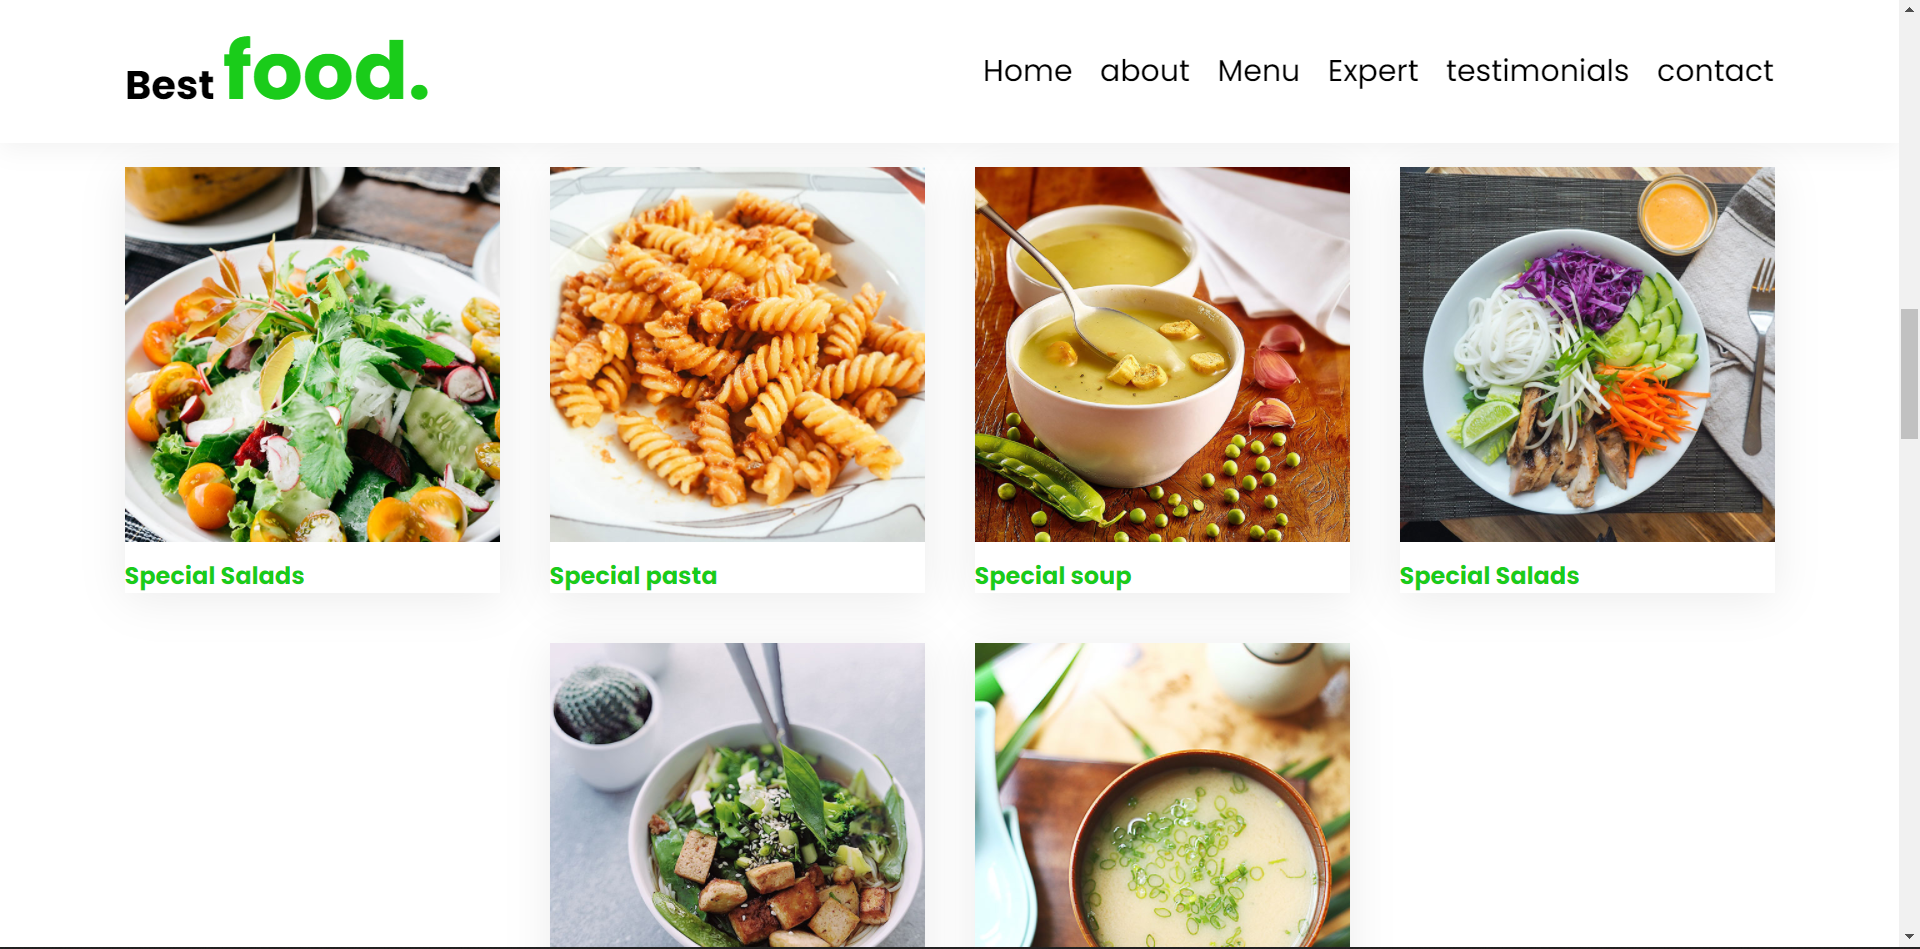 Best food.
Home about Menu Expert testimonials contact
Special Salads
Special pasta
Special soup
Special Salads